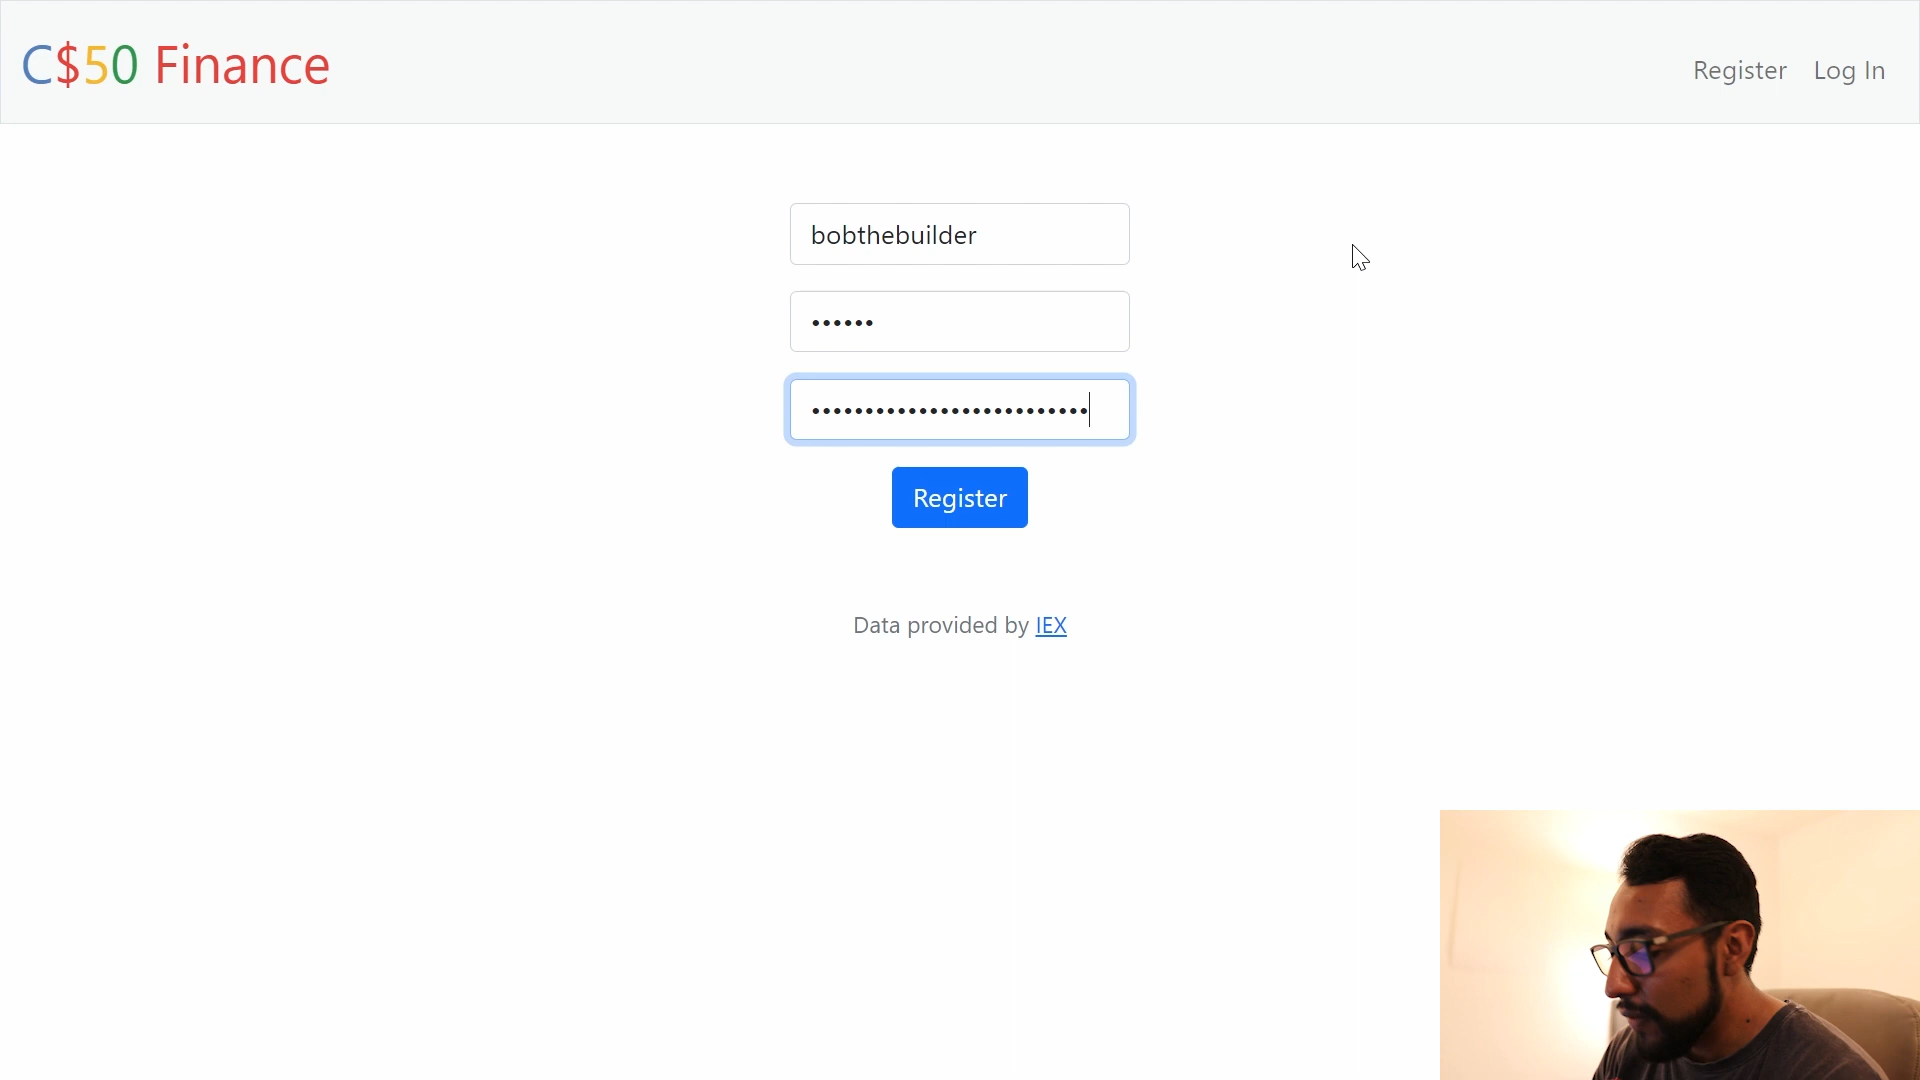 C$50 Finance
Register Log In
bobthebuilder
••••••
••••••••••••••••••••••••••
Register
Data provided by IEX